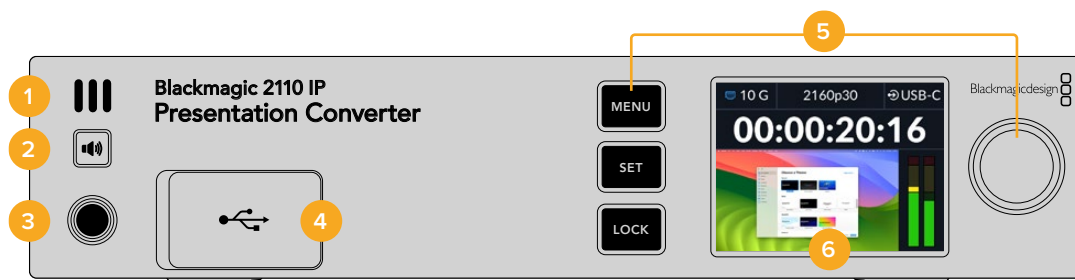 5
1
Blackmagic 2110 IP
Presentation Converter
2
3
4
MENU
SET
LOCK
10 G 2160p30 USB-C
00:00:20:16
6
Blackmagicdesign